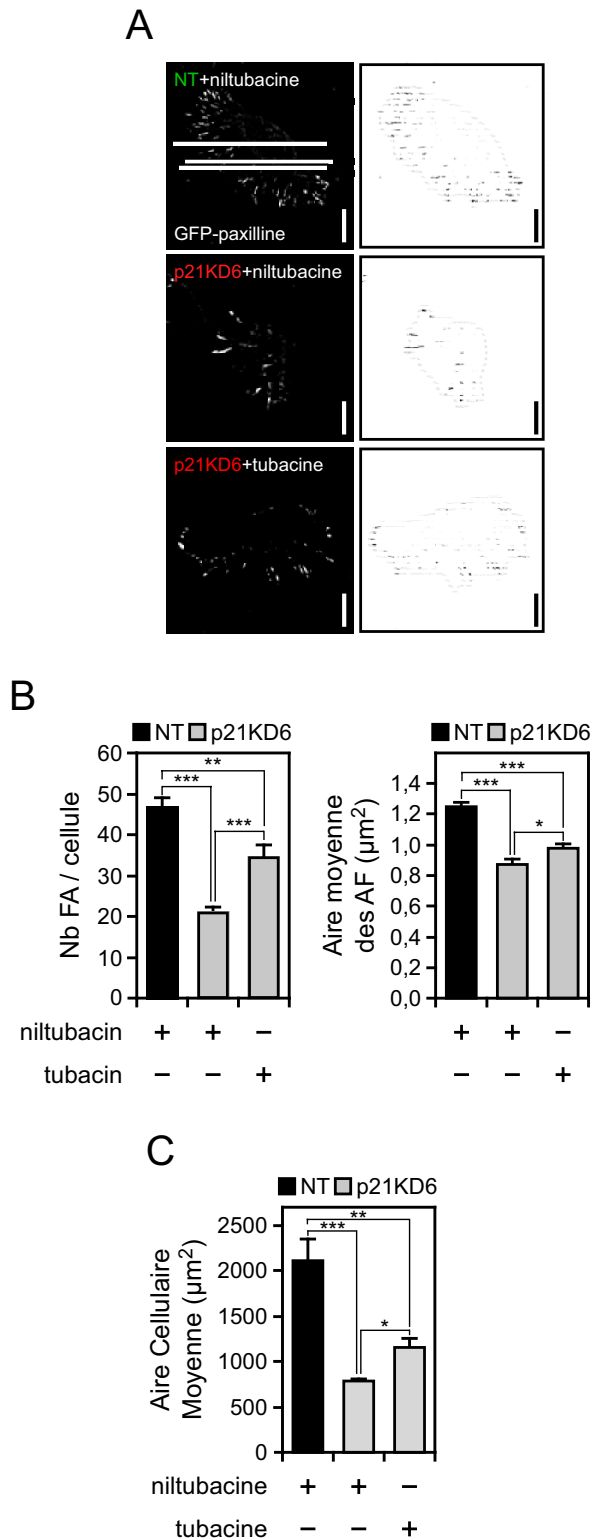 A
NT+niltubacine
GFP-paxilline
p21KD6+niltubacine
p21KD6+tubacine
B
NT p21KD6
Nb FA / cellule
60
50
40
30
20
10
0
** 
***
***
niltubacin + + –
tubacin – – +
NT p21KD6
Aire moyenne
des AF (µm²)
1,4
1,2
1,0
0,8
0,6
0,4
0,2
0,0
***
***
*
+ + –
– – +
C
NT p21KD6
Aire Cellulaire
Moyenne (µm²)
2500
2000
1500
1000
500
0
**
***
*
niltubacine + + –
tubacine – – +